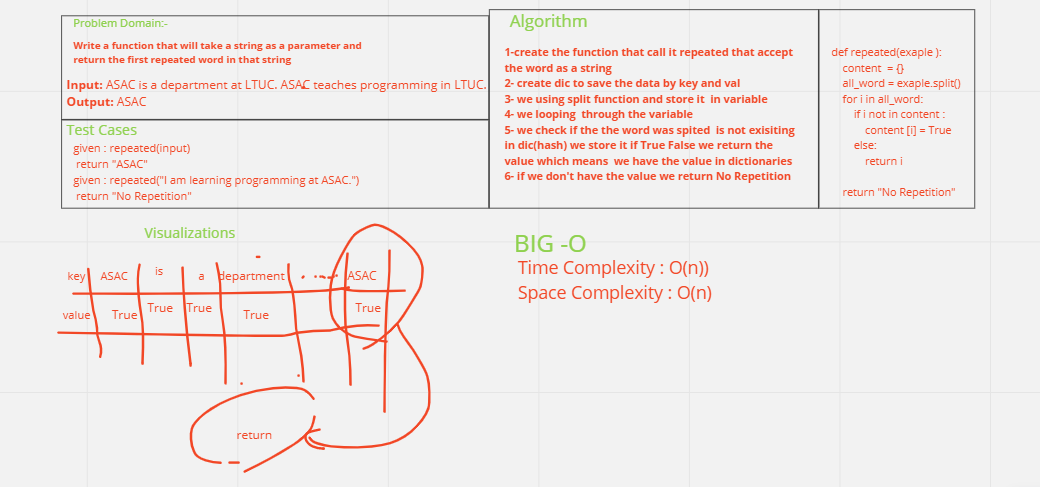 Problem Domain:-
Write a function that will take a string as a parameter and
return the first repeated word in that string
Input: ASAC is a department at LTUC. ASAC teaches programming in LTUC.
Output: ASAC
Test Cases
given : repeated(input)
return "ASAC"
given : repeated("I am learning programming at ASAC.")
return "No Repetition"
Algorithm
1-create the function that call it repeated that accept
the word as a string
2- create dic to save the data by key and val
3- we using split function and store it in variable
4- we looping through the variable
5- we check if the the word was spited is not exisiting
in dic(hash) we store it if True False we return the
value which means we have the value in dictionaries
6- if we don't have the value we return No Repetition
def repeated(exaple ):
content = {}
all_word = exaple.split()
for i in all_word:
if i not in content :
content [i] = True
else:
return i
return "No Repetition"
Visualizations
key ASAC is a department ASAC
value True True True True True
return
BIG -O
Time Complexity : O(n))
Space Complexity : O(n)